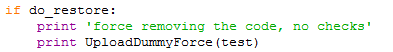 if do_restore:
    print 'force removing the code, no checks'
    print UploadDummyForce(test)